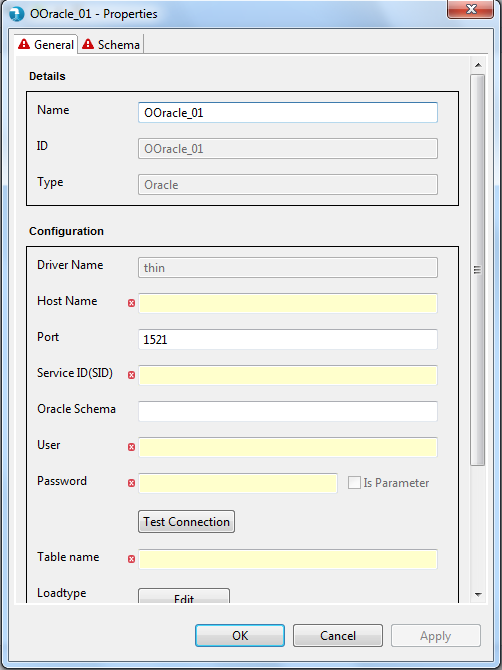 OOracle_01 - Properties
General Schema
Details
Name OOracle_01
ID OOracle_01
Type Oracle
Configuration
Driver Name thin
Host Name
Port 1521
Service ID(SID)
Oracle Schema
User
Password Is Parameter
Test Connection
Table name
Loadtype Edit
OK Cancel Apply